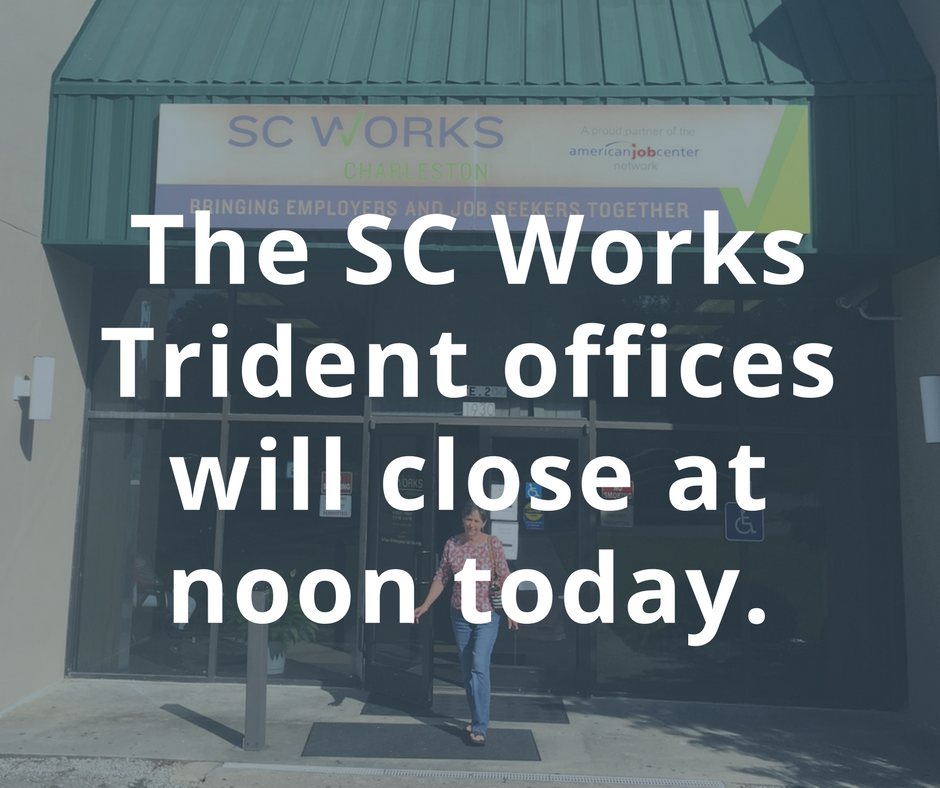 SC WORKS
CHARLESTON
A proud partner of the
americanjobcenter
network
BRINGING EMPLOYERS AND JOB SEEKERS TOGETHER
The SC Works
Trident offices
will close at
noon today.
1930